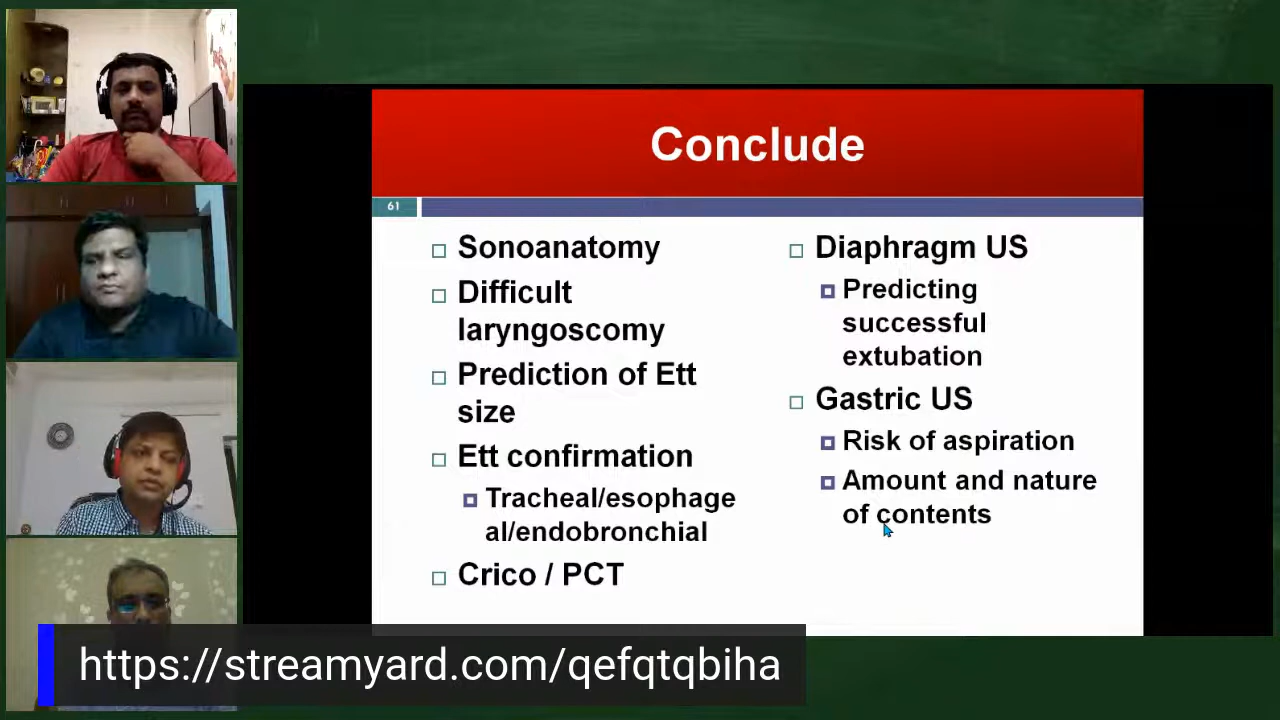 Conclude
61
Sonoanatomy
Difficult
laryngoscomy
Prediction of Ett
size
Ett confirmation
Tracheal/esophage
al/endobronchial
Crico / PCT
Diaphragm US
Predicting
successful
extubation
Gastric US
Risk of aspiration
Amount and nature
of contents
https://streamyard.com/qefqtqbiha